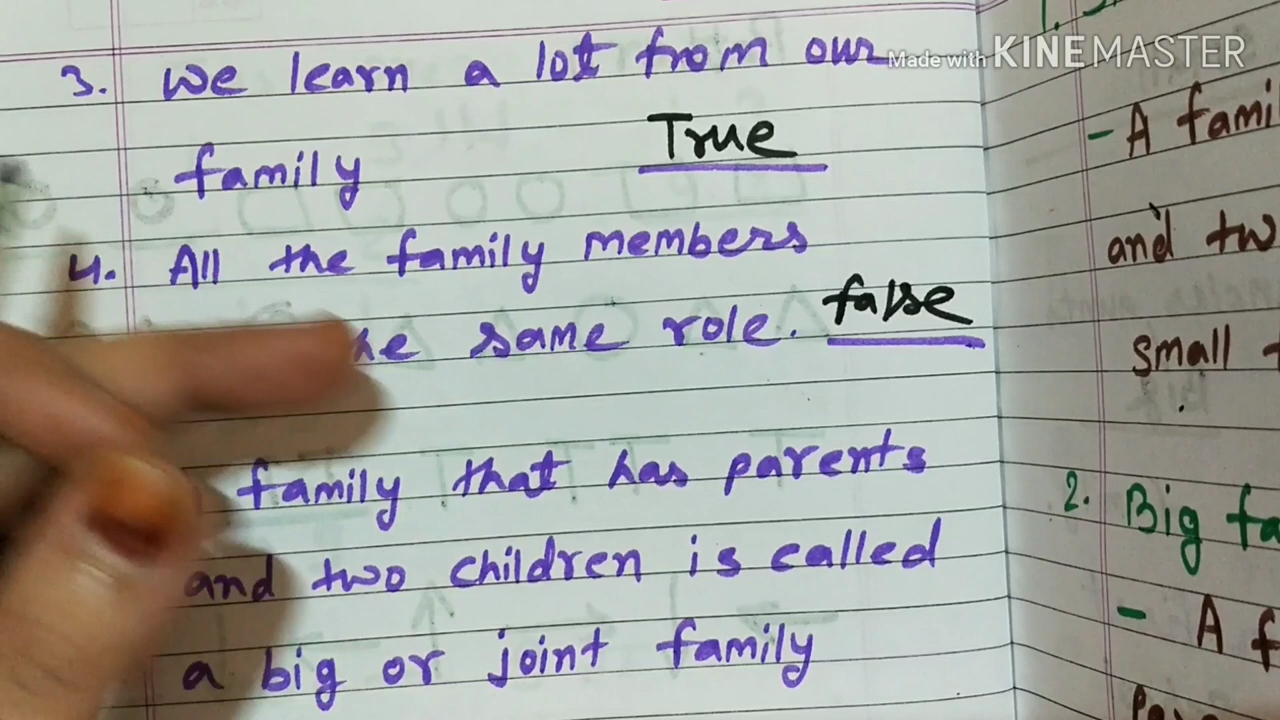 3. We learn a lot from our
family True
4. All the family members
same role. false
family that has parents
and two children is called
a big or joint family
Made with KINEMASTER
- A fami
and tw
small
2. Big fa
- A f